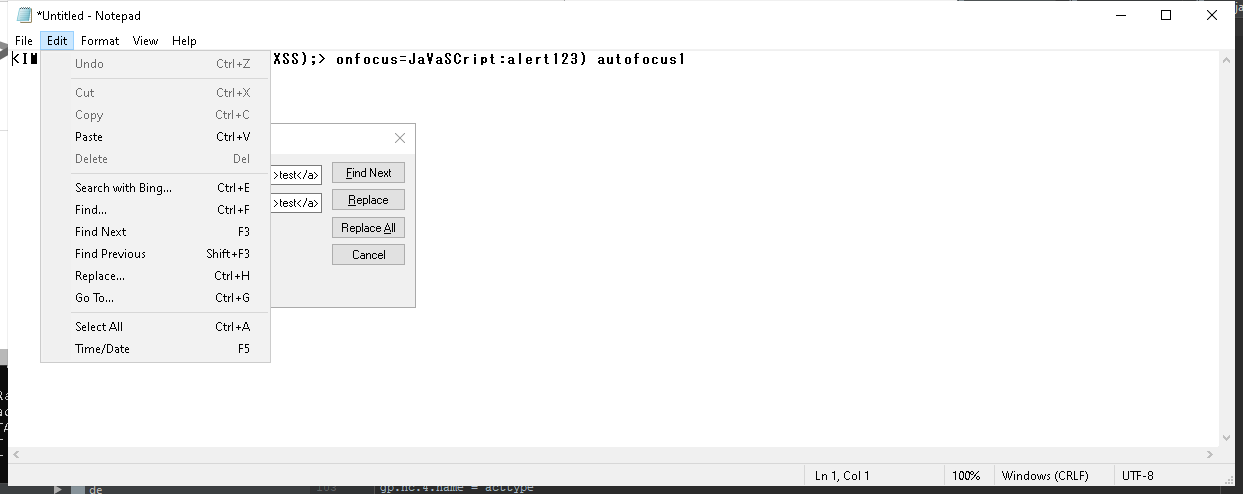 *Untitled - Notepad
File Edit Format View Help
<IM XSS);> onfocus=JaVaSCript:alert123) autofocus1
Undo Ctrl+Z
Cut Ctrl+X
Copy Ctrl+C
Paste Ctrl+V
Delete Del
Search with Bing... Ctrl+E
Find... Ctrl+F
Find Next F3
Find Previous Shift+F3
Replace... Ctrl+H
Go To... Ctrl+G
Select All Ctrl+A
Time/Date F5
>test</a> Find Next
>test</a> Replace
Replace All
Cancel
Ln 1, Col 1 100% Windows (CRLF) UTF-8
de gp.nc.4.name = acctype